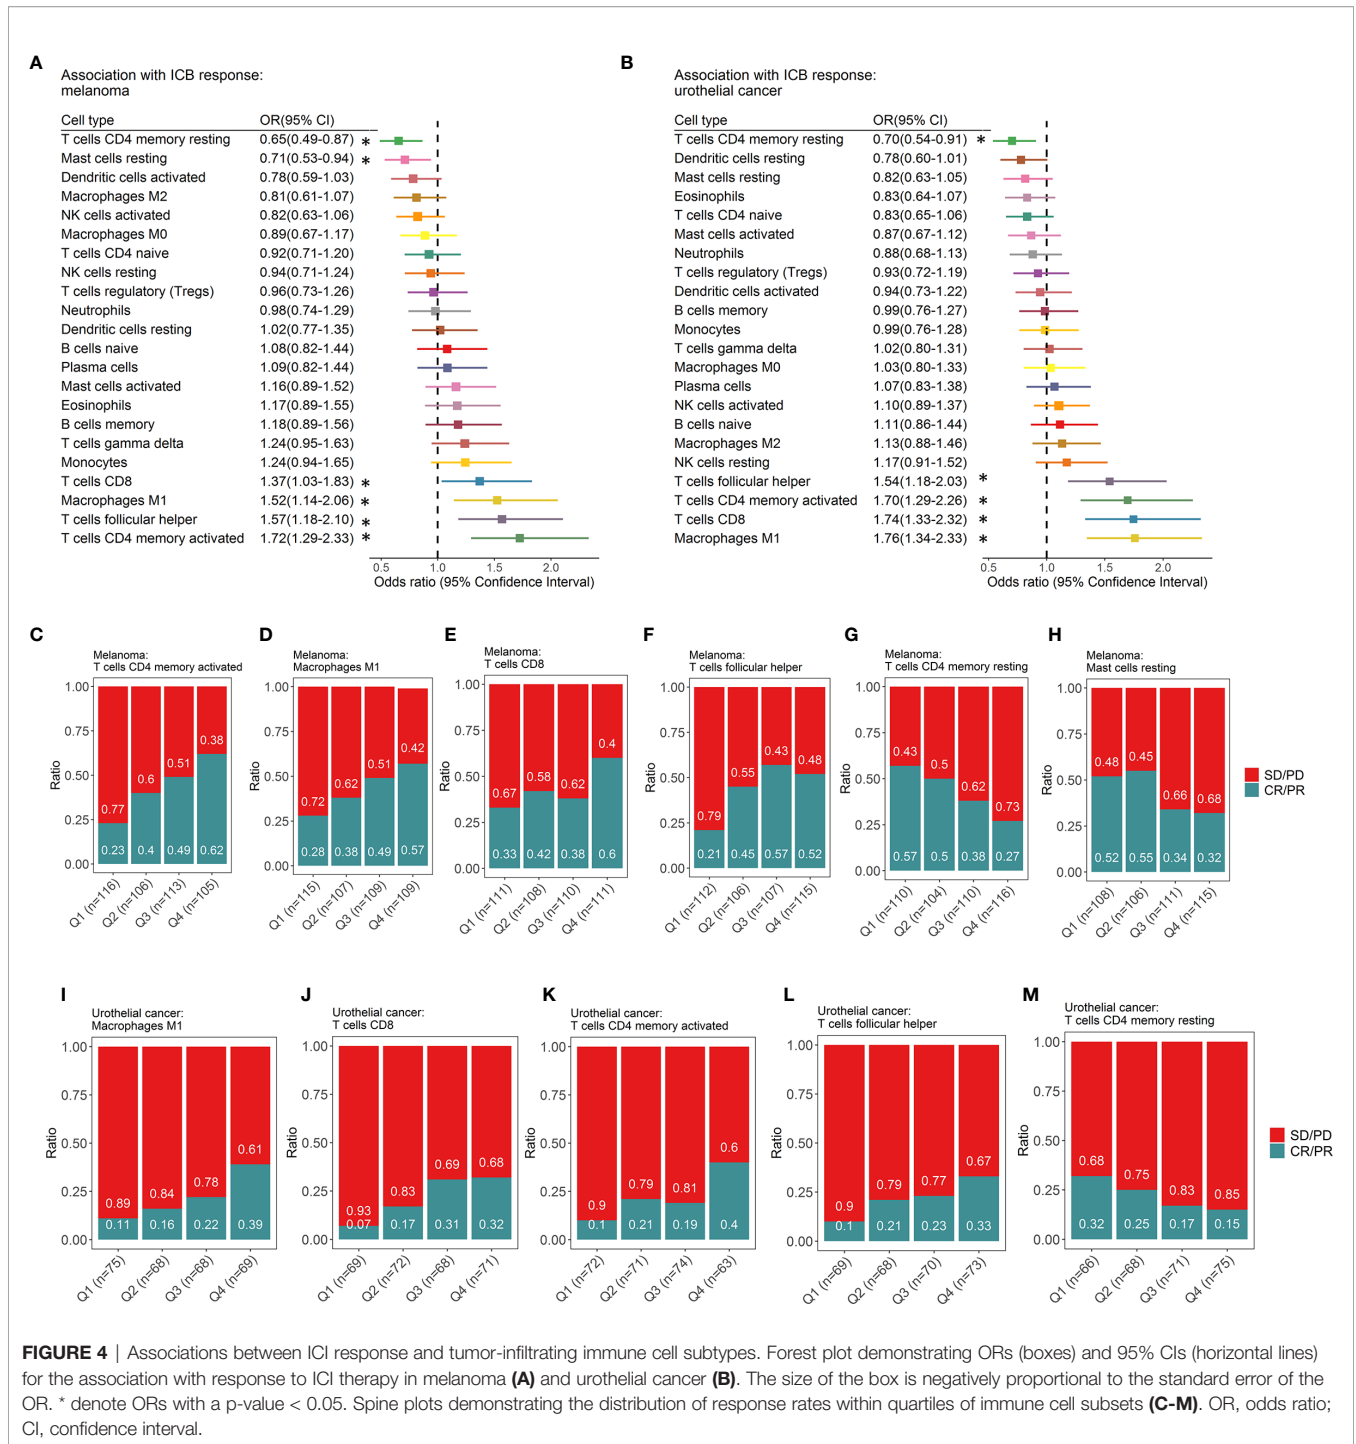 A
Association with ICB response:
melanoma
Cell type OR(95% CI)
T cells CD4 memory resting 0.65(0.49-0.87) *
Mast cells resting 0.71(0.53-0.94) *
Dendritic cells activated 0.78(0.59-1.03)
Macrophages M2 0.81(0.61-1.07)
NK cells activated 0.82(0.63-1.06)
Macrophages M0 0.89(0.67-1.17)
T cells CD4 naive 0.92(0.71-1.20)
NK cells resting 0.94(0.71-1.24)
T cells regulatory (Tregs) 0.96(0.73-1.26)
Neutrophils 0.98(0.74-1.29)
Dendritic cells resting 1.02(0.77-1.35)
B cells naive 1.08(0.82-1.44)
Plasma cells 1.09(0.82-1.44)
Mast cells activated 1.16(0.89-1.52)
Eosinophils 1.17(0.89-1.55)
B cells memory 1.18(0.89-1.56)
T cells gamma delta 1.24(0.95-1.63)
Monocytes 1.24(0.94-1.65)
T cells CD8 1.37(1.03-1.83) *
Macrophages M1 1.52(1.14-2.06) *
T cells follicular helper 1.57(1.18-2.10) *
T cells CD4 memory activated 1.72(1.29-2.33) *
0.5 1.0 1.5 2.0
Odds ratio (95% Confidence Interval)
B
Association with ICB response:
urothelial cancer
Cell type OR(95% CI)
T cells CD4 memory resting 0.70(0.54-0.91) *
Dendritic cells resting 0.78(0.60-1.01)
Mast cells resting 0.82(0.63-1.05)
Eosinophils 0.83(0.64-1.07)
T cells CD4 naive 0.83(0.65-1.06)
Mast cells activated 0.87(0.67-1.12)
Neutrophils 0.88(0.68-1.13)
T cells regulatory (Tregs) 0.93(0.72-1.19)
Dendritic cells activated 0.94(0.73-1.22)
B cells memory 0.99(0.76-1.27)
Monocytes 0.99(0.76-1.28)
T cells gamma delta 1.02(0.80-1.31)
Macrophages M0 1.03(0.80-1.33)
Plasma cells 1.07(0.83-1.38)
NK cells activated 1.10(0.89-1.37)
B cells naive 1.11(0.86-1.44)
Macrophages M2 1.13(0.88-1.46)
NK cells resting 1.17(0.91-1.52)
T cells follicular helper 1.54(1.18-2.03) *
T cells CD4 memory activated 1.70(1.29-2.26) *
T cells CD8 1.74(1.33-2.32) *
Macrophages M1 1.76(1.34-2.33) *
0.5 1.0 1.5 2.0
Odds ratio (95% Confidence Interval)
C
Melanoma:
T cells CD4 memory activated
Ratio
1.00
0.75
0.50
0.25
0.00
0.77 0.6 0.51 0.38
0.23 0.4 0.49 0.62
Q1 (n=116) Q2 (n=106) Q3 (n=113) Q4 (n=105)
D
Melanoma:
Macrophages M1
Ratio
1.00
0.75
0.50
0.25
0.00
0.72 0.62 0.51 0.42
0.28 0.38 0.49 0.57
Q1 (n=115) Q2 (n=107) Q3 (n=109) Q4 (n=109)
E
Melanoma:
T cells CD8
Ratio
1.00
0.75
0.50
0.25
0.00
0.67 0.58 0.62 0.4
0.33 0.42 0.38 0.6
Q1 (n=111) Q2 (n=108) Q3 (n=110) Q4 (n=111)
F
Melanoma:
T cells follicular helper
Ratio
1.00
0.75
0.50
0.25
0.00
0.79 0.55 0.43 0.48
0.21 0.45 0.57 0.52
Q1 (n=112) Q2 (n=106) Q3 (n=107) Q4 (n=115)
G
Melanoma:
T cells CD4 memory resting
Ratio
1.00
0.75
0.50
0.25
0.00
0.43 0.5 0.62 0.73
0.57 0.5 0.38 0.27
Q1 (n=110) Q2 (n=104) Q3 (n=110) Q4 (n=116)
H
Melanoma:
Mast cells resting
Ratio
1.00
0.75
0.50
0.25
0.00
0.48 0.45 0.66 0.68
0.52 0.55 0.34 0.32
Q1 (n=108) Q2 (n=106) Q3 (n=111) Q4 (n=115)
SD/PD
CR/PR
I
Urothelial cancer:
Macrophages M1
Ratio
1.00
0.75
0.50
0.25
0.00
0.89 0.84 0.78 0.61
0.11 0.16 0.22 0.39
Q1 (n=75) Q2 (n=68) Q3 (n=68) Q4 (n=69)
J
Urothelial cancer:
T cells CD8
Ratio
1.00
0.75
0.50
0.25
0.00
0.93 0.83 0.69 0.68
0.07 0.17 0.31 0.32
Q1 (n=69) Q2 (n=72) Q3 (n=68) Q4 (n=71)
K
Urothelial cancer:
T cells CD4 memory activated
Ratio
1.00
0.75
0.50
0.25
0.00
0.9 0.79 0.81 0.6
0.1 0.21 0.19 0.4
Q1 (n=72) Q2 (n=71) Q3 (n=74) Q4 (n=63)
L
Urothelial cancer:
T cells follicular helper
Ratio
1.00
0.75
0.50
0.25
0.00
0.9 0.79 0.77 0.67
0.1 0.21 0.23 0.33
Q1 (n=69) Q2 (n=68) Q3 (n=70) Q4 (n=73)
M
Urothelial cancer:
T cells CD4 memory resting
Ratio
1.00
0.75
0.50
0.25
0.00
0.68 0.75 0.83 0.85
0.32 0.25 0.17 0.15
Q1 (n=66) Q2 (n=68) Q3 (n=71) Q4 (n=75)
SD/PD
CR/PR
FIGURE 4 | Associations between ICI response and tumor-infiltrating immune cell subtypes. Forest plot demonstrating ORs (boxes) and 95% CIs (horizontal lines)
for the association with response to ICI therapy in melanoma (A) and urothelial cancer (B). The size of the box is negatively proportional to the standard error of the
OR. * denote ORs with a p-value < 0.05. Spine plots demonstrating the distribution of response rates within quartiles of immune cell subsets (C-M). OR, odds ratio;
CI, confidence interval.